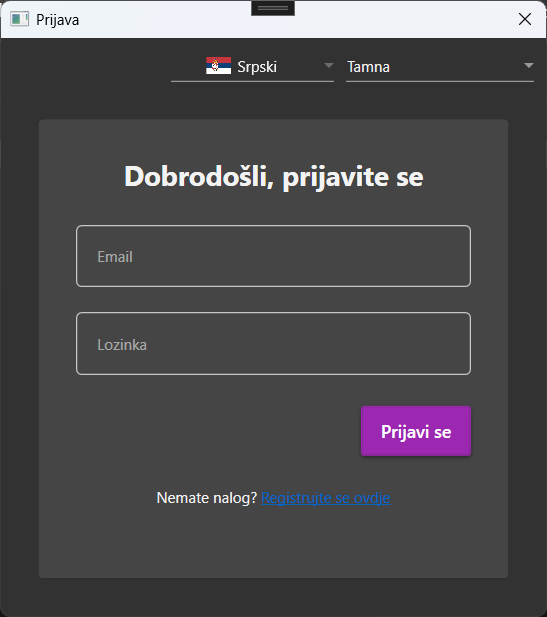 Prijava
Srpski
Tamna
Dobrodošli, prijavite se
Email
Lozinka
Prijavi se
Nemate nalog? Registrujte se ovdje